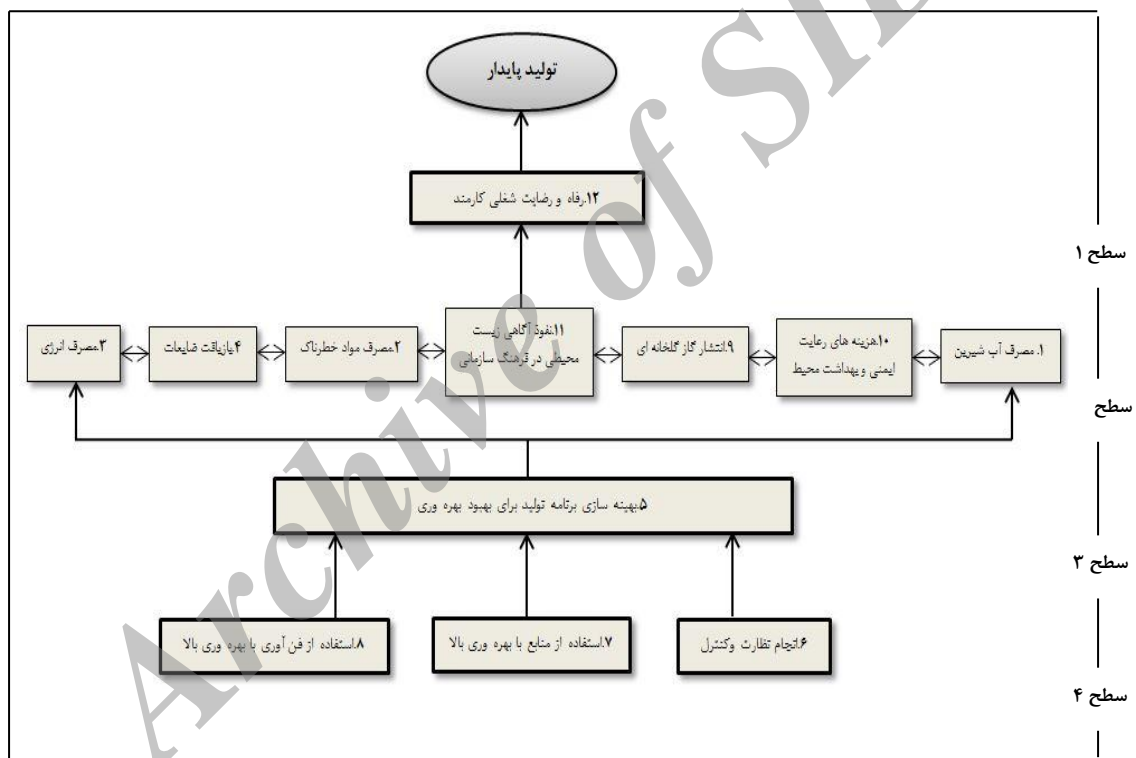 تولید پایدار
۱۲.رفاه و رضایت شغلی کارمند
سطح ۱
۱. مصرف آب شیرین
۱۰.هزینه های رعایت
ایمنی و بهداشت محیط
۹.انتشار گاز گلخانه ای
۱۱.نفوذ آگاهی زیست
محیطی در فرهنگ سازمانی
۲.مصرف مواد خطرناک
۴.بازیافت ضایعات
۳.مصرف انرژی
سطح
۵.بهینه سازی برنامه تولید برای بهبود بهره وری
سطح ۳
۶.انجام نظارت وکنترل
۷.استفاده از منابع با بهره وری بالا
۸.استفاده از فن آوری با بهره وری بالا
سطح ۴
Archive of SI